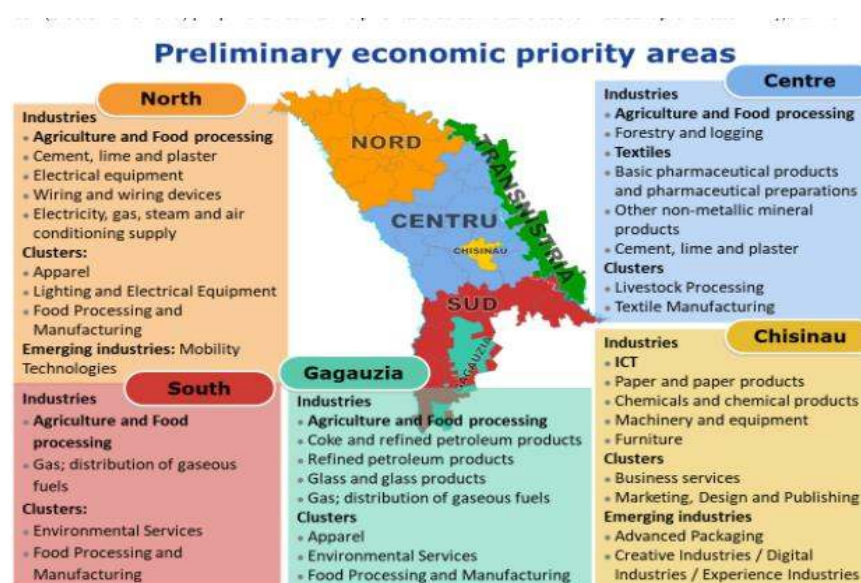 Preliminary economic priority areas
North
Industries
• Agriculture and Food processing
• Cement, lime and plaster
• Electrical equipment
• Wiring and wiring devices
• Electricity, gas, steam and air
conditioning supply
Clusters:
• Apparel
• Lighting and Electrical Equipment
• Food Processing and
Manufacturing
Emerging industries: Mobility
Technologies
NORD
CENTRU
CHISINAU
TRANSNISTRIA
SUD
GAGAUZIA
Centre
Industries
• Agriculture and Food processing
• Forestry and logging
• Textiles
• Basic pharmaceutical products
and pharmaceutical preparations
• Other non-metallic mineral
products
• Cement, lime and plaster
Clusters
• Livestock Processing
• Textile Manufacturing
South
Industries
• Agriculture and Food
processing
• Gas; distribution of gaseous
fuels
Clusters:
• Environmental Services
• Food Processing and
Manufacturing
Gagauzia
Industries
• Agriculture and Food processing
• Coke and refined petroleum products
• Refined petroleum products
• Glass and glass products
• Gas; distribution of gaseous fuels
Clusters
• Apparel
• Environmental Services
• Food Processing and Manufacturing
Chisinau
Industries
• ICT
• Paper and paper products
• Chemicals and chemical products
• Machinery and equipment
• Furniture
Clusters
• Business services
• Marketing, Design and Publishing
Emerging industries
• Advanced Packaging
• Creative Industries / Digital
Industries / Experience Industries